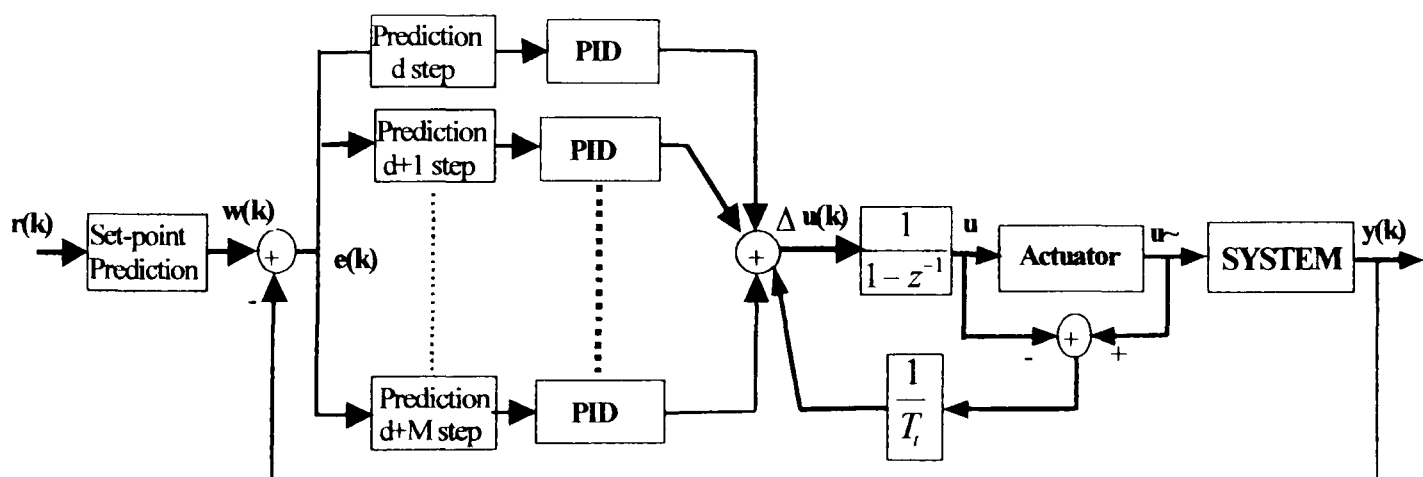 Prediction
d step
PID
Prediction
d+1 step
PID
r(k)
Set-point
Prediction
w(k)
+
-
e(k)
+
Δ u(k)
1
1 − z⁻¹
u
Actuator
u~
SYSTEM
y(k)
-
+
+
1
Tₜ
Prediction
d+M step
PID